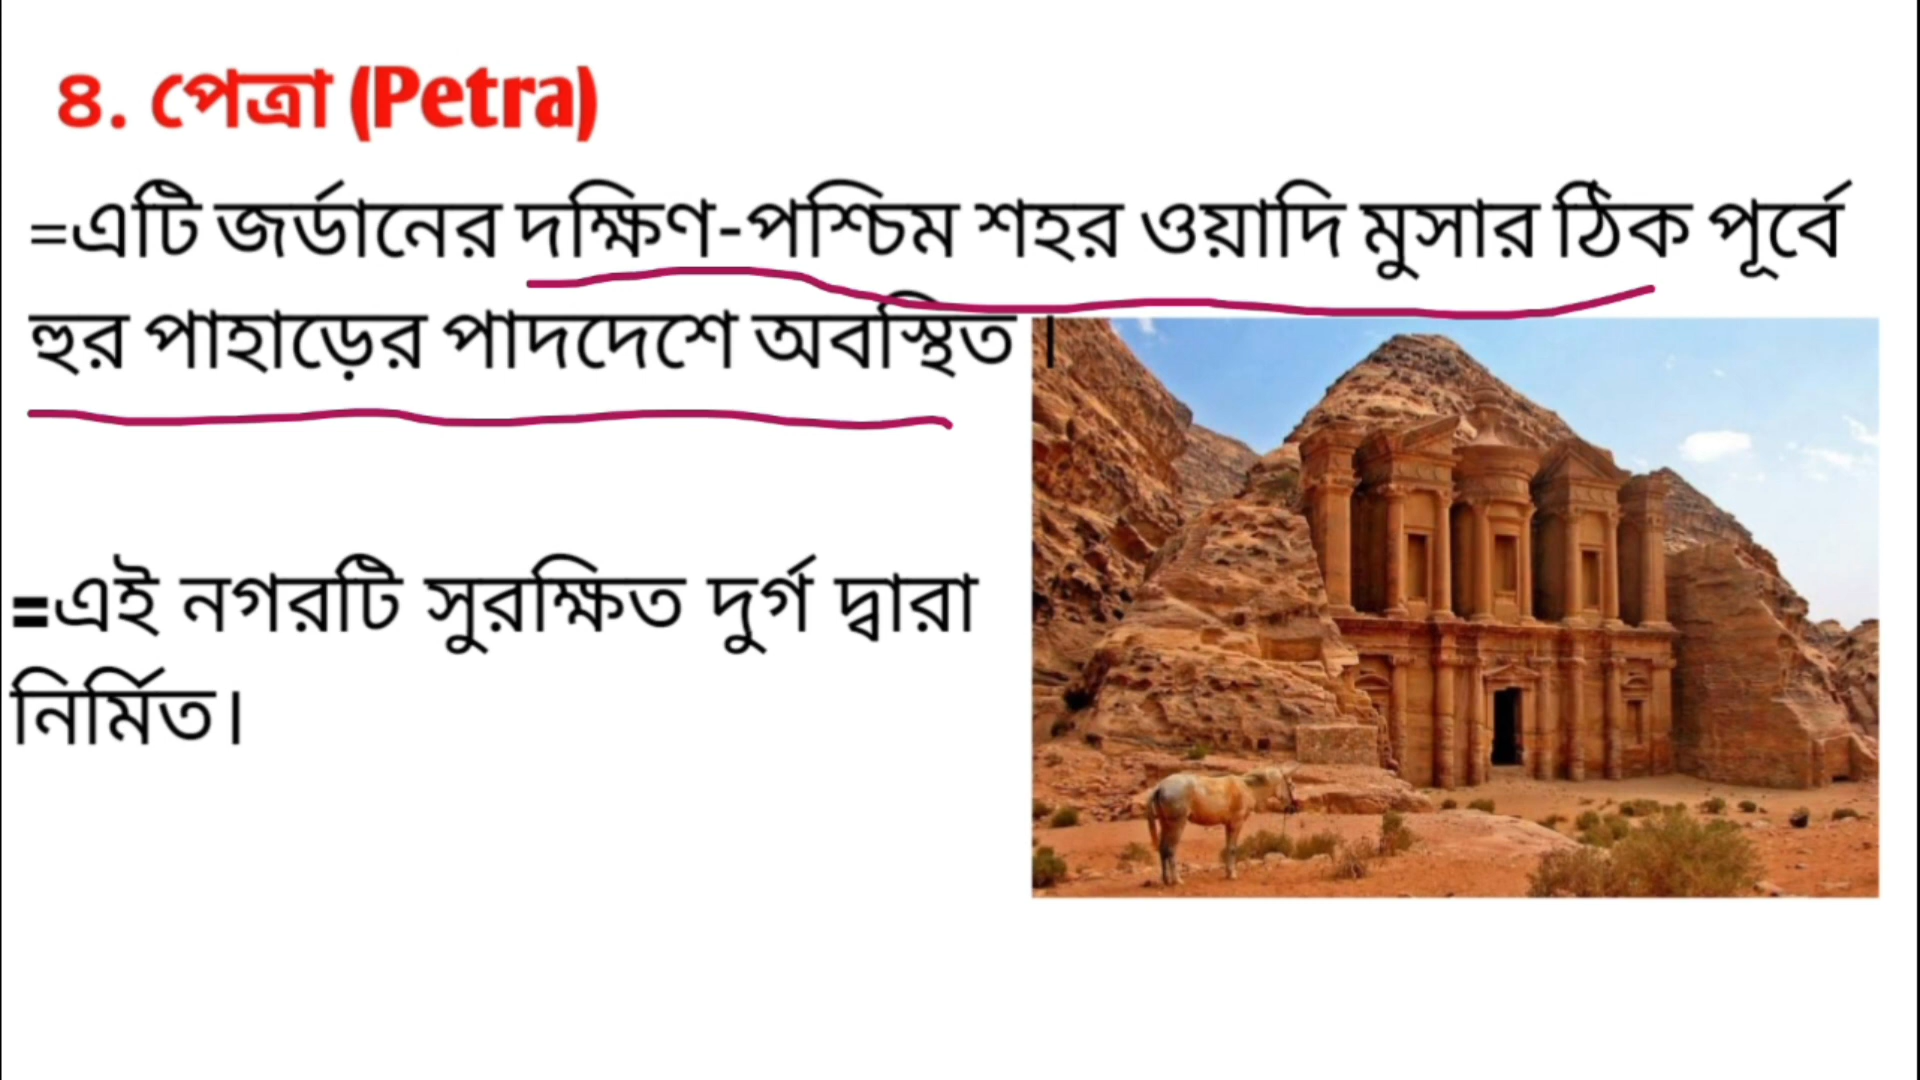 ৪. পেত্রা (Petra)
=এটি জর্ডানের দক্ষিণ-পশ্চিম শহর ওয়াদি মুসার ঠিক পূর্বে
হুর পাহাড়ের পাদদেশে অবস্থিত ।
=এই নগরটি সুরক্ষিত দুর্গ দ্বারা
নির্মিত।